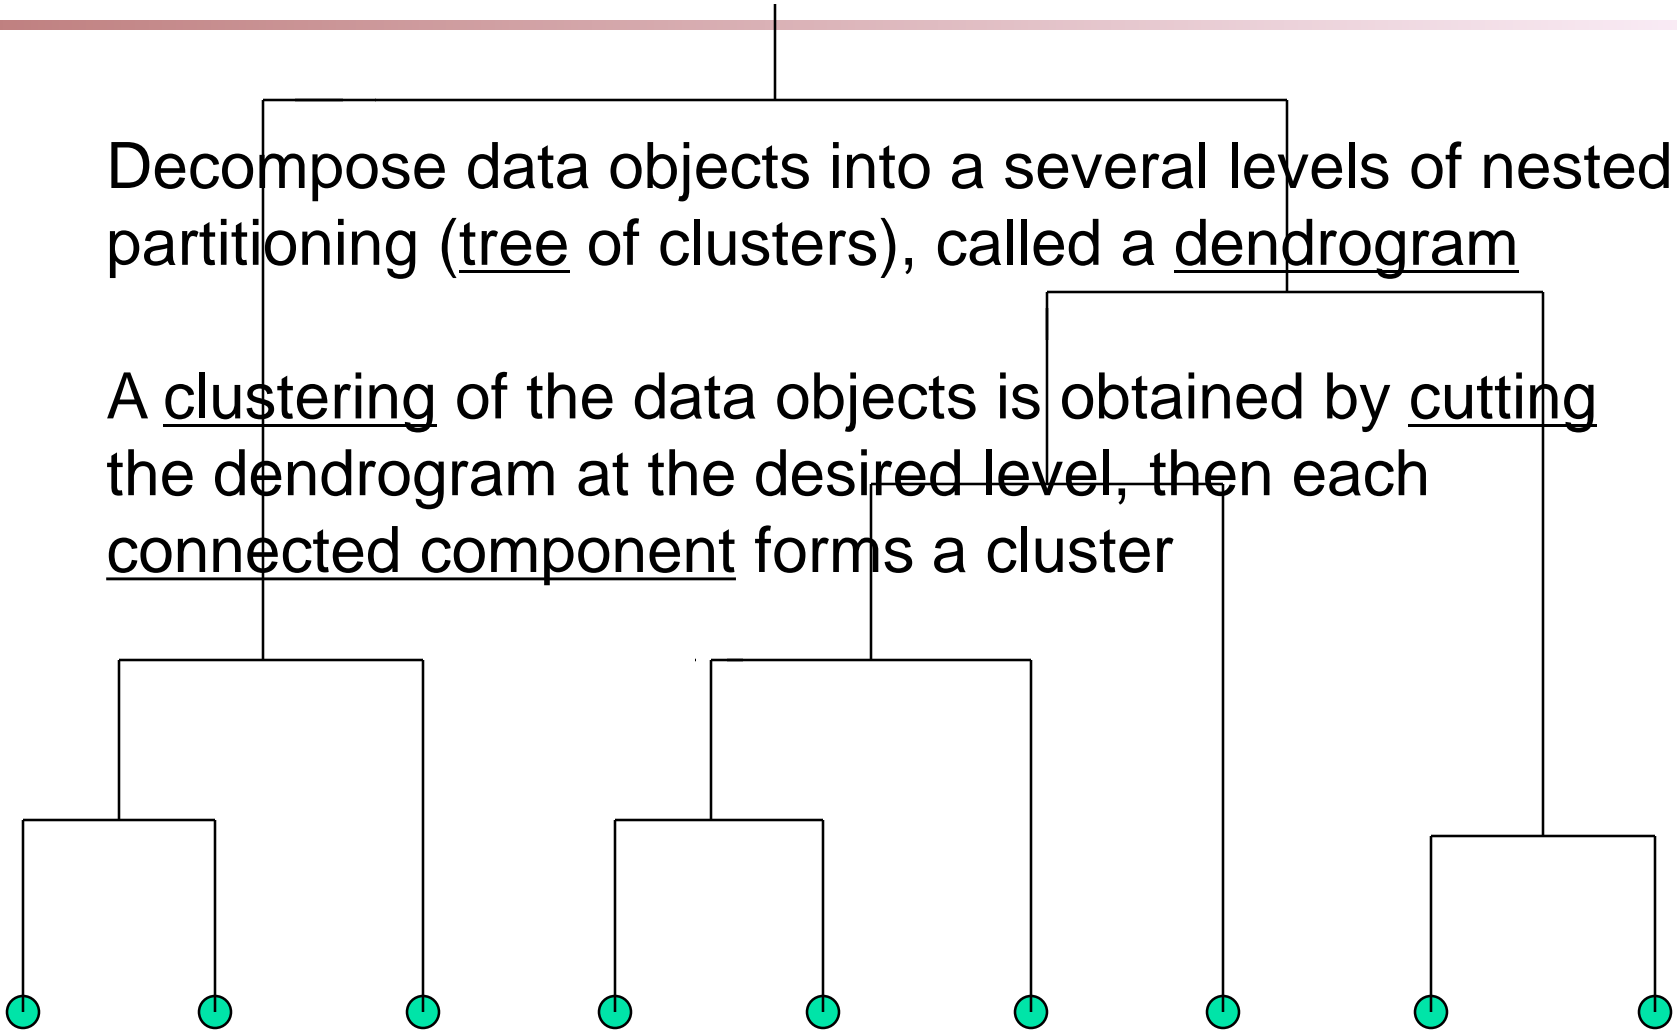 Decompose data objects into a several levels of nested
partitioning (tree of clusters), called a dendrogram
A clustering of the data objects is obtained by cutting
the dendrogram at the desired level, then each
connected component forms a cluster